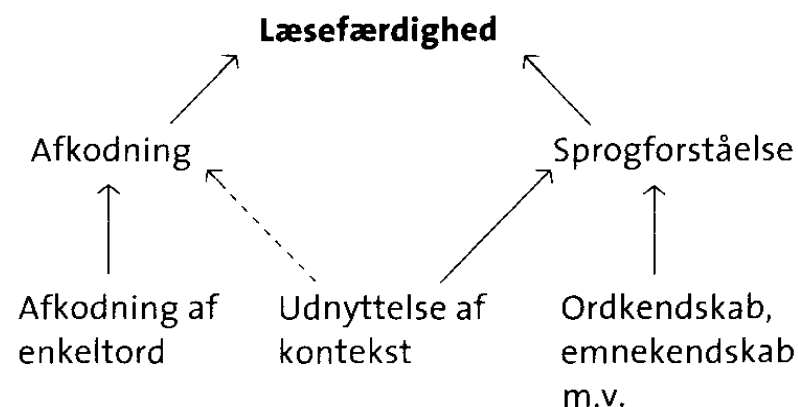 Læsefærdighed
Afkodning
Sprogforståelse
Afkodning af
enkeltord
Udnyttelse af
kontekst
Ordkendskab,
emnekendskab
m.v.